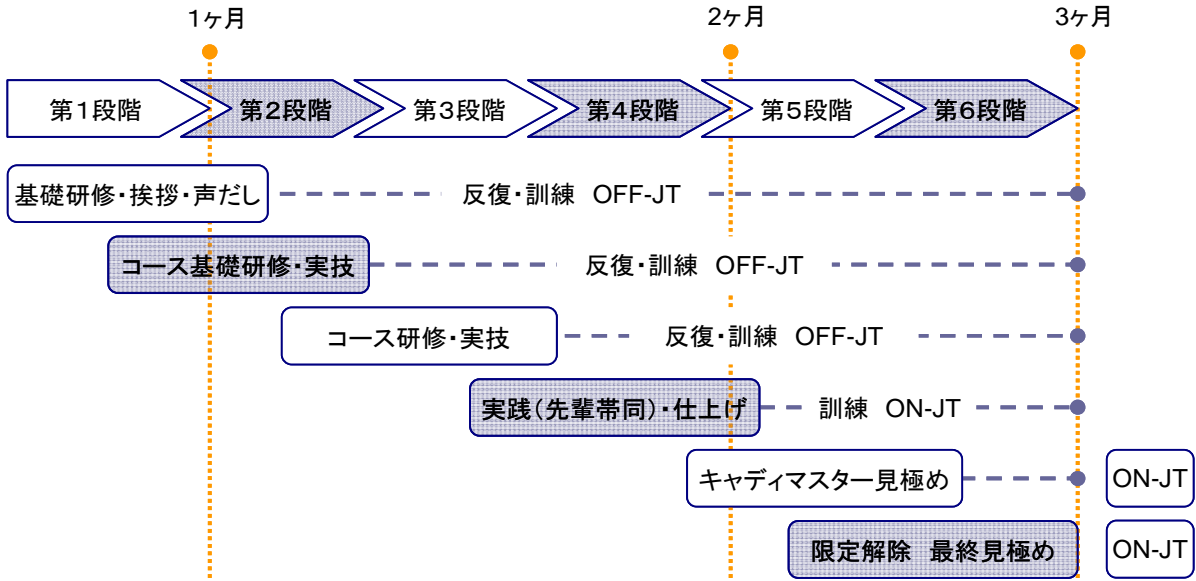 1ヶ月 2ヶ月 3ヶ月
第1段階 第2段階 第3段階 第4段階 第5段階 第6段階
基礎研修・挨拶・声だし 反復・訓練 OFF-JT
コース基礎研修・実技 反復・訓練 OFF-JT
コース研修・実技 反復・訓練 OFF-JT
実践(先輩帯同)・仕上げ 訓練 ON-JT
キャディマスター見極め ON-JT
限定解除 最終見極め ON-JT